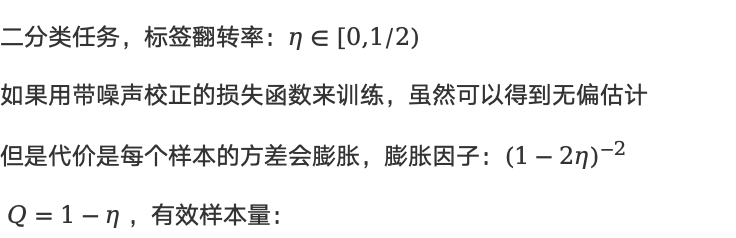 二分类任务，标签翻转率：η ∈ [0,1/2)
如果用带噪声校正的损失函数来训练，虽然可以得到无偏估计
但是代价是每个样本的方差会膨胀，膨胀因子：(1 − 2η)⁻²
Q = 1 − η ，有效样本量：